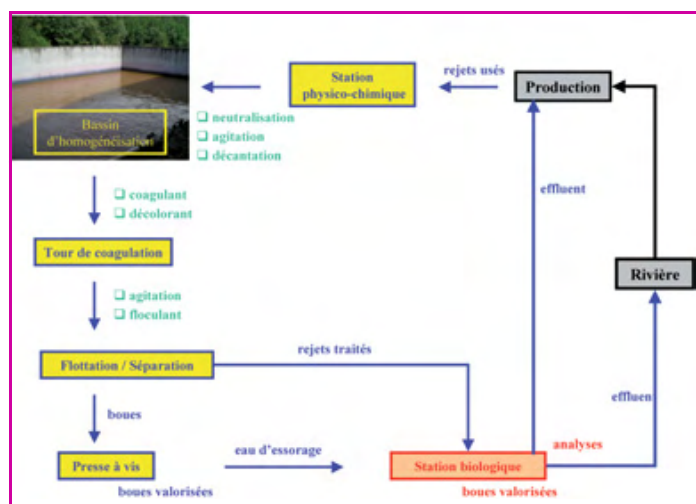 Station
physico-chimique
rejets usés
Production
Bassin
d'homogénéisation
❑ neutralisation
❑ agitation
❑ décantation
❑ coagulant
❑ décolorant
effluent
Tour de coagulation
Rivière
❑ agitation
❑ floculant
rejets traités
Flottation / Séparation
effluen
boues
eau d'essorage
analyses
Presse à vis
Station biologique
boues valorisées
boues valorisées